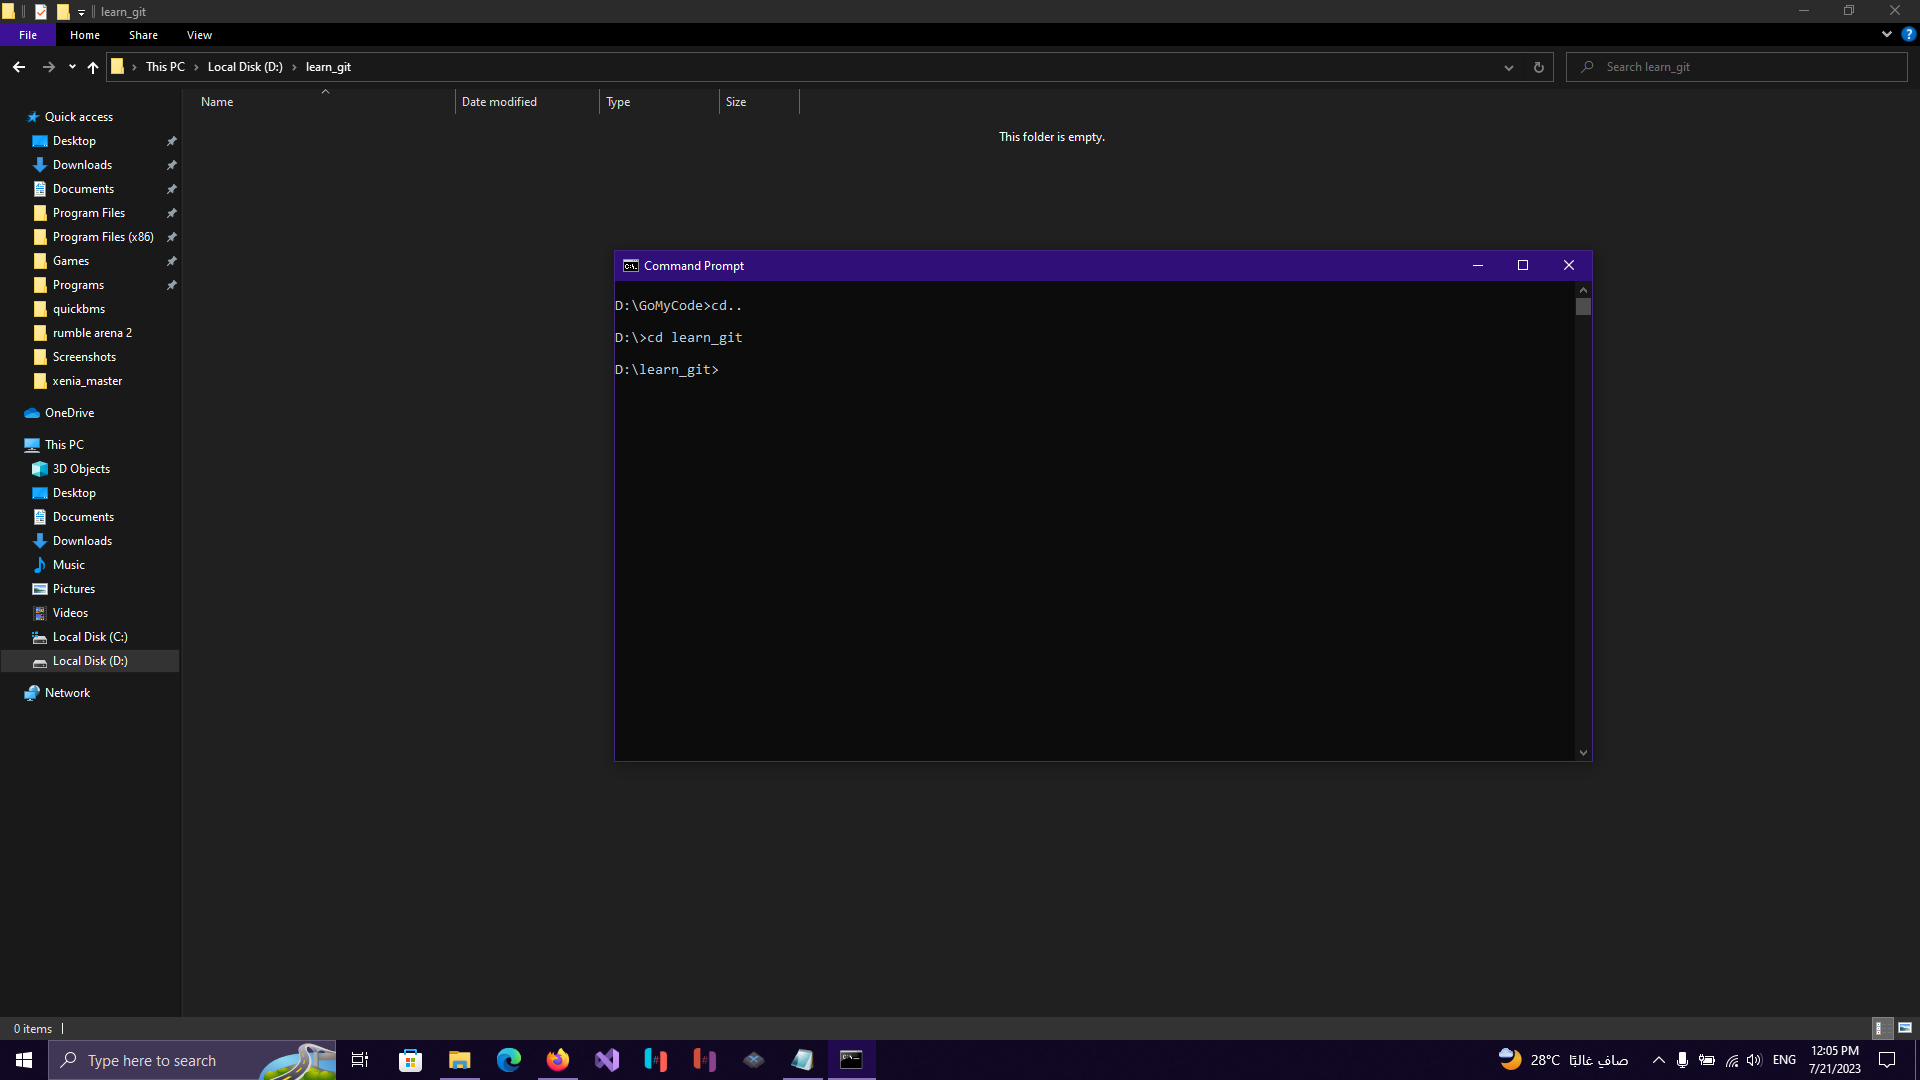 learn_git
File Home Share View
This PC Local Disk (D:) learn_git
Search learn_git
Name Date modified Type Size
This folder is empty.
Quick access
Desktop
Downloads
Documents
Program Files
Program Files (x86)
Games
Programs
quickbms
rumble arena 2
Screenshots
xenia_master
OneDrive
This PC
3D Objects
Desktop
Documents
Downloads
Music
Pictures
Videos
Local Disk (C:)
Local Disk (D:)
Network
Command Prompt
D:\GoMyCode>cd..
D:\>cd learn_git
D:\learn_git>
0 items
Type here to search
28°C صافٍ غالبًا
ENG
12:05 PM
7/21/2023